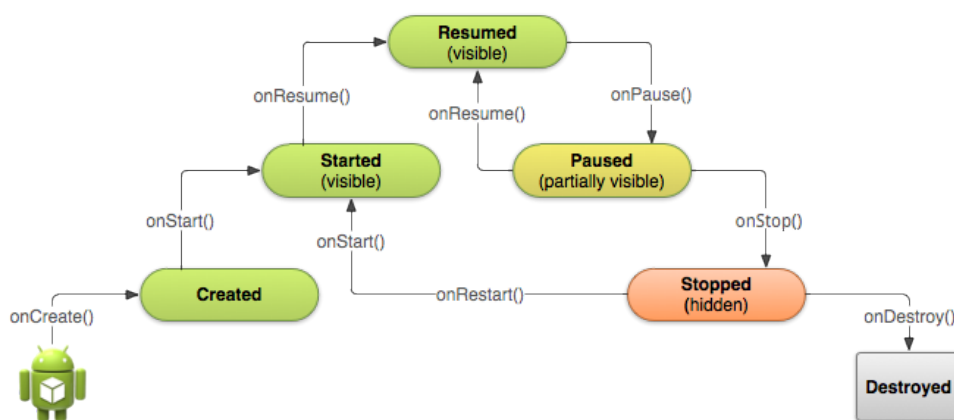 Resumed
(visible)
onResume()
onResume()
onPause()
Started
(visible)
Paused
(partially visible)
onStart()
onStart()
onStop()
Created
onRestart()
Stopped
(hidden)
onCreate()
onDestroy()
Destroyed